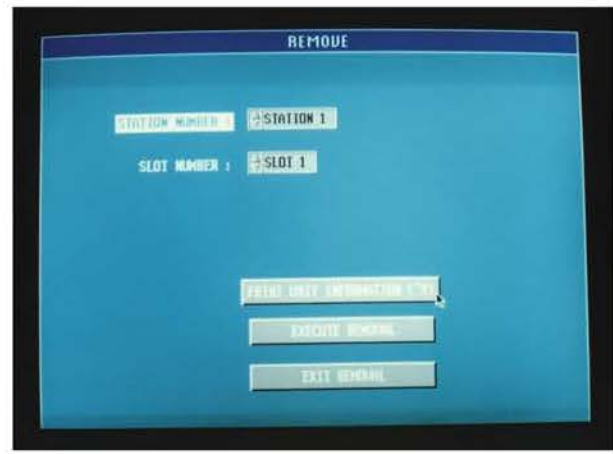 REMOVE
STATION NUMBER : STATION 1
SLOT NUMBER : SLOT 1
PRINT UNIT INFORMATION
EXECUTE REMOVAL
EXIT REMOVAL